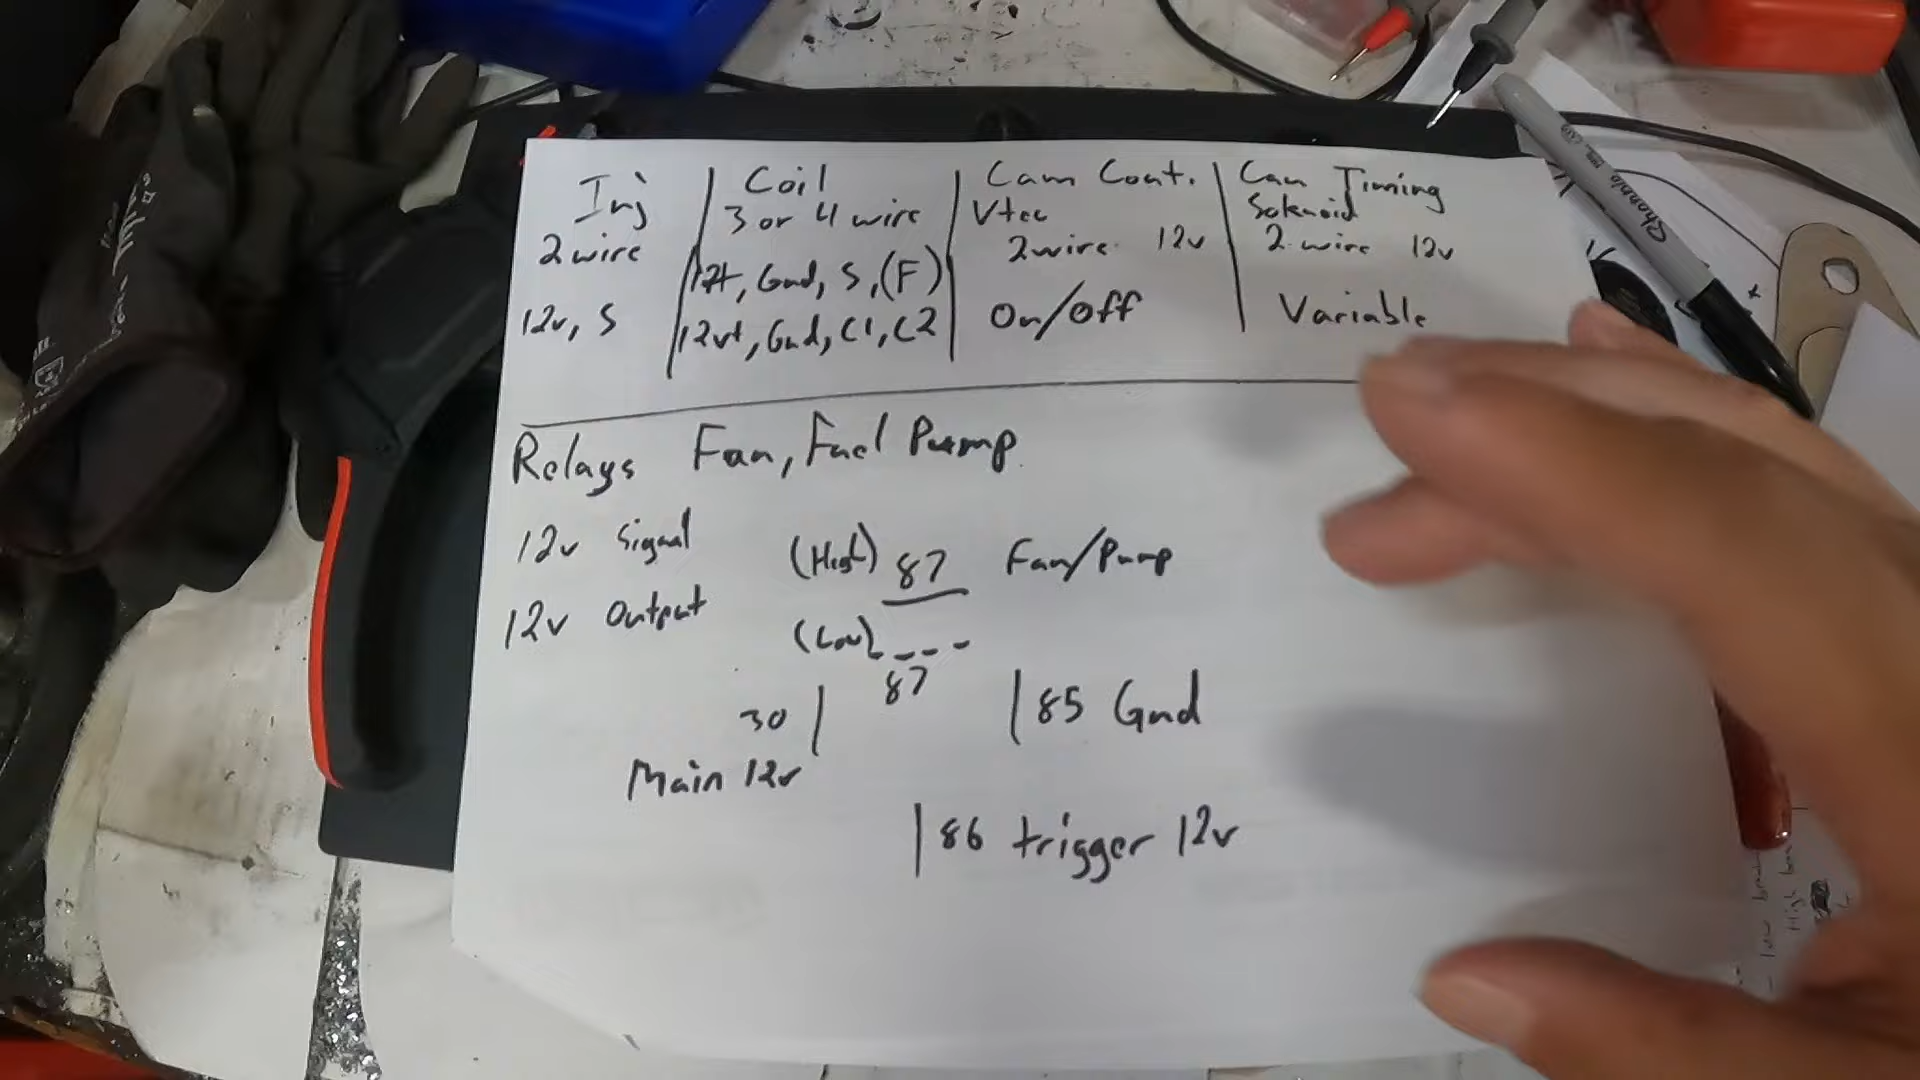 Inj
2 wire
12v, S
Coil
3 or 4 wire
12+, Gnd, S, (F)
12v+, Gnd, C1, C2
Cam Cont.
Vtec
2 wire 12v
On/Off
Cam Timing
Solenoid
2 wire 12v
Variable
Relays Fan, Fuel Pump
12v Signal
12v Output
(High) 87 Fan/Pump
(Low) 87
30
Main 12v
85 Gnd
86 trigger 12v
Sharpie